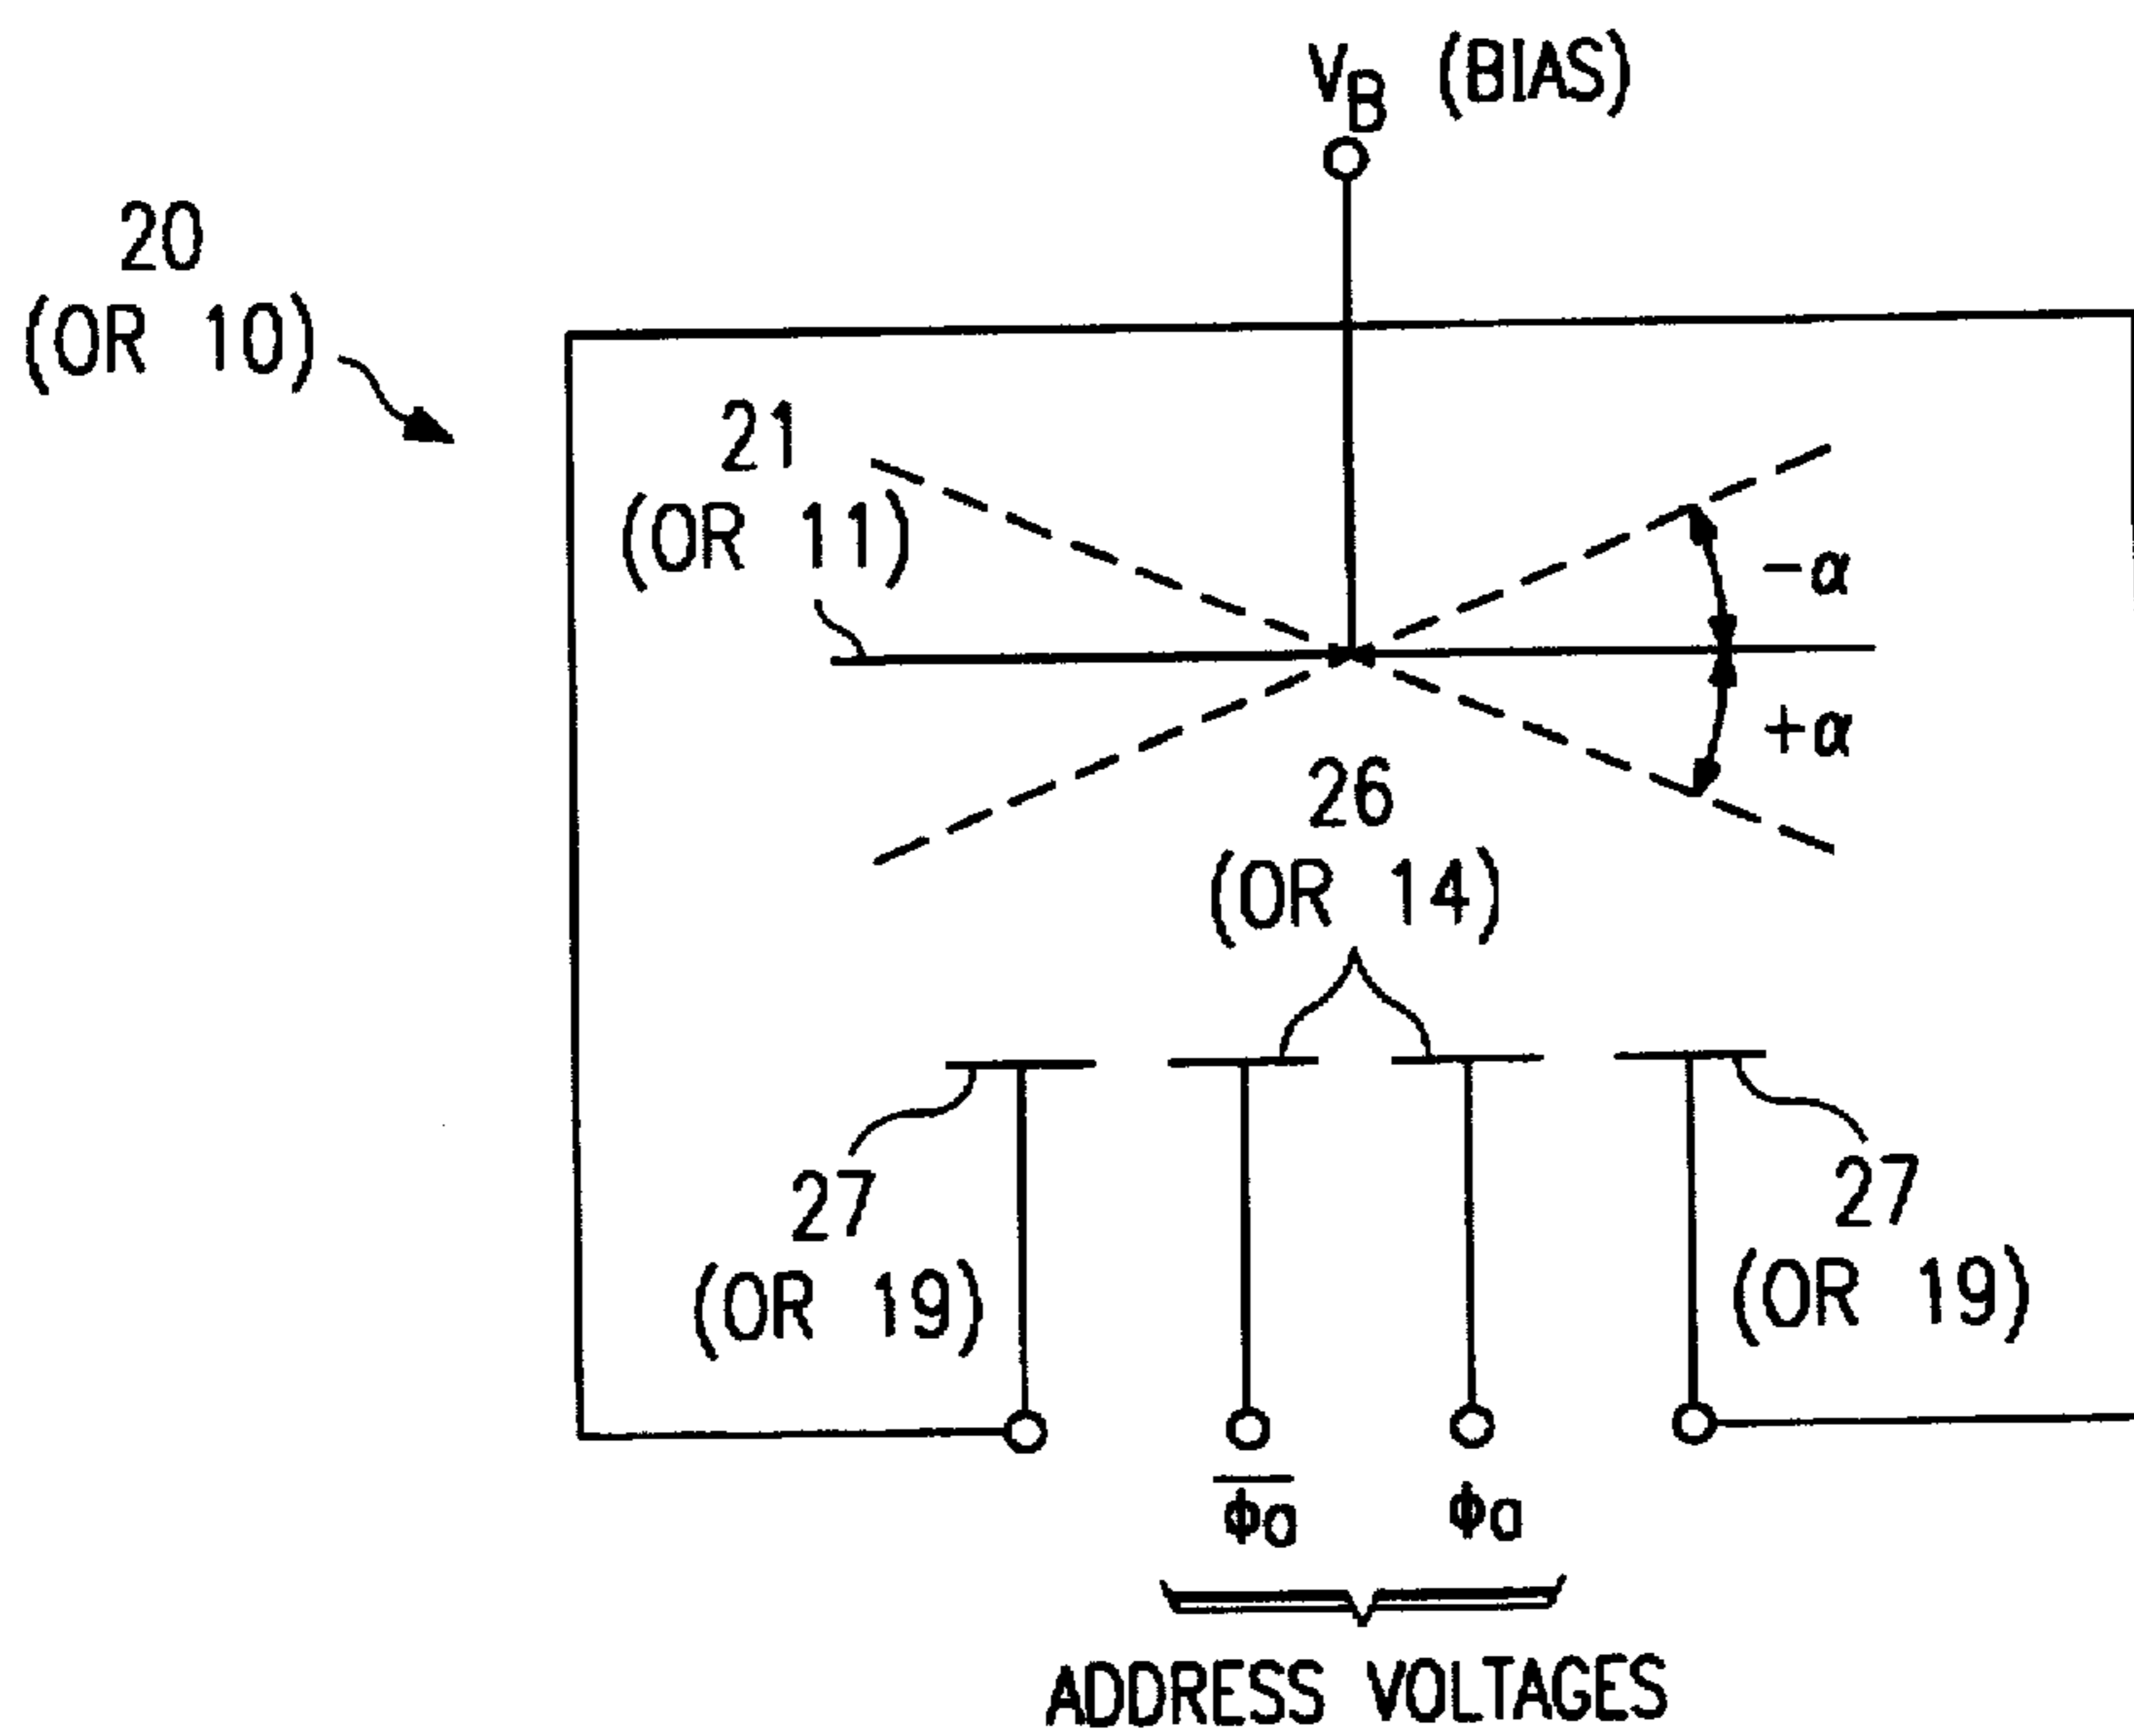 V_B (BIAS)
20
(OR 10)
21
(OR 11)
-α
+α
26
(OR 14)
27
(OR 19)
27
(OR 19)
φ̅a̅ φa
ADDRESS VOLTAGES